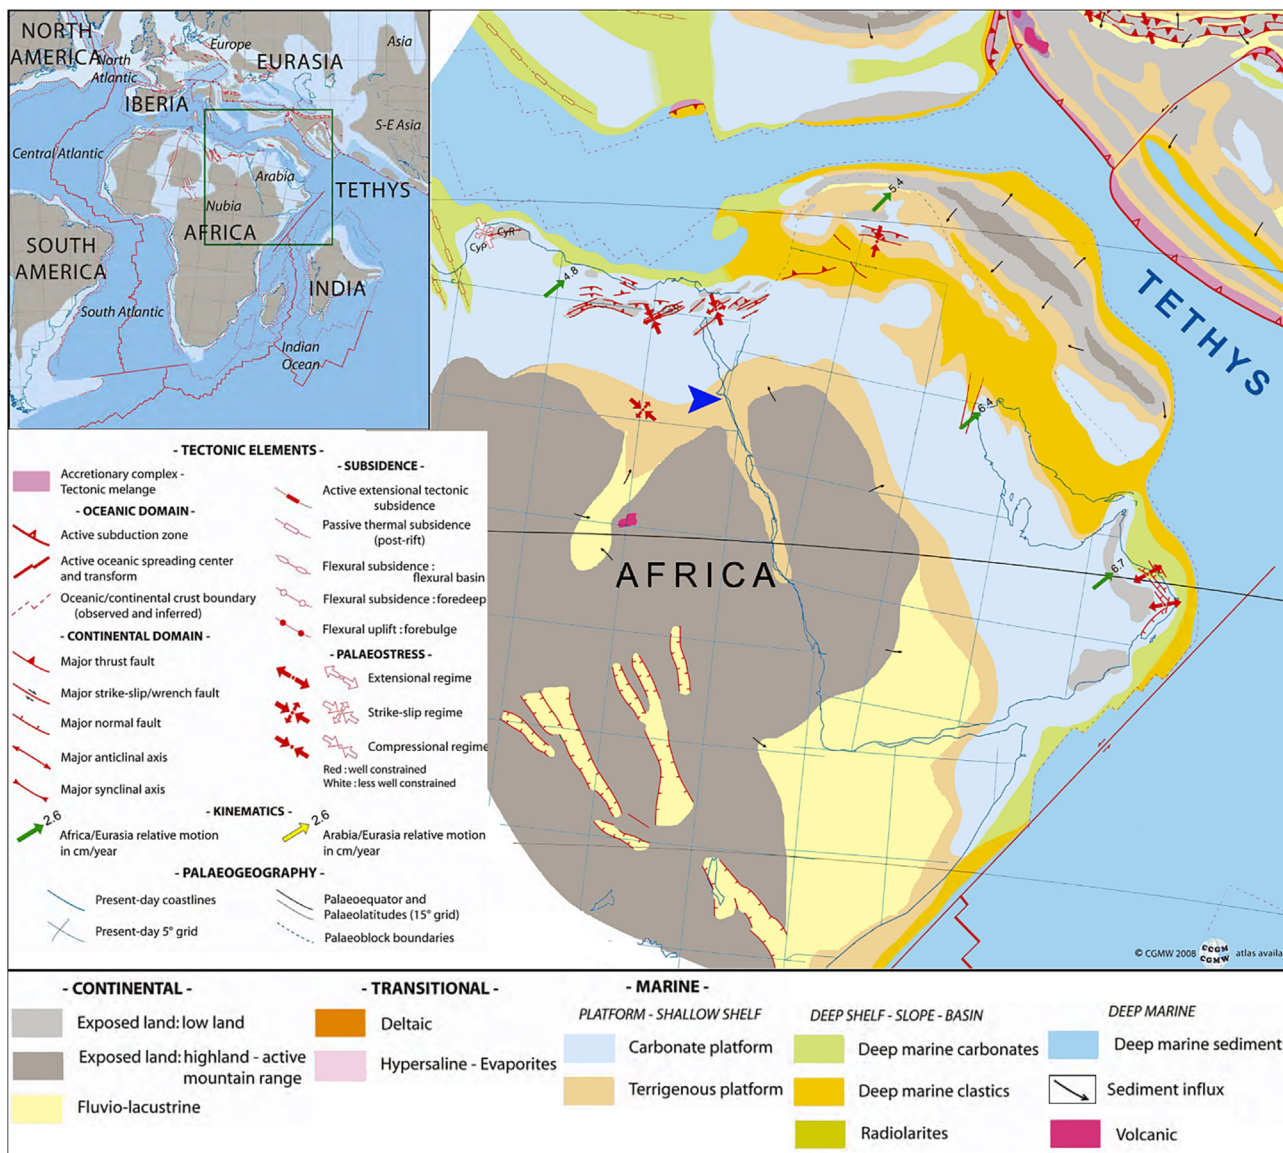 NORTH
AMERICA
North
Atlantic
Europe
EURASIA
Asia
IBERIA
S-E Asia
Central Atlantic
Arabia
TETHYS
Nubia
AFRICA
SOUTH
AMERICA
INDIA
South Atlantic
Indian
Ocean
5.4
CyR
CyP
4.8
TETHYS
6.4
AFRICA
6.7
© CGMW 2008
CCGM
CGMW
atlas availa
- TECTONIC ELEMENTS -
Accretionary complex -
Tectonic melange
- OCEANIC DOMAIN -
Active subduction zone
Active oceanic spreading center
and transform
Oceanic/continental crust boundary
(observed and inferred)
- CONTINENTAL DOMAIN -
Major thrust fault
Major strike-slip/wrench fault
Major normal fault
Major anticlinal axis
Major synclinal axis
- SUBSIDENCE -
Active extensional tectonic
subsidence
Passive thermal subsidence
(post-rift)
Flexural subsidence :
flexural basin
Flexural subsidence : foredeep
Flexural uplift : forebulge
- PALAEOSTRESS -
Extensional regime
Strike-slip regime
Compressional regime
Red : well constrained
White : less well constrained
- KINEMATICS -
2.6
Africa/Eurasia relative motion
in cm/year
2.6
Arabia/Eurasia relative motion
in cm/year
- PALAEOGEOGRAPHY -
Present-day coastlines
Present-day 5° grid
Palaeoequator and
Palaeolatitudes (15° grid)
Palaeoblock boundaries
- CONTINENTAL -
Exposed land: low land
Exposed land: highland - active
mountain range
Fluvio-lacustrine
- TRANSITIONAL -
Deltaic
Hypersaline - Evaporites
- MARINE -
PLATFORM - SHALLOW SHELF
Carbonate platform
Terrigenous platform
DEEP SHELF - SLOPE - BASIN
Deep marine carbonates
Deep marine clastics
Radiolarites
DEEP MARINE
Deep marine sediment
Sediment influx
Volcanic